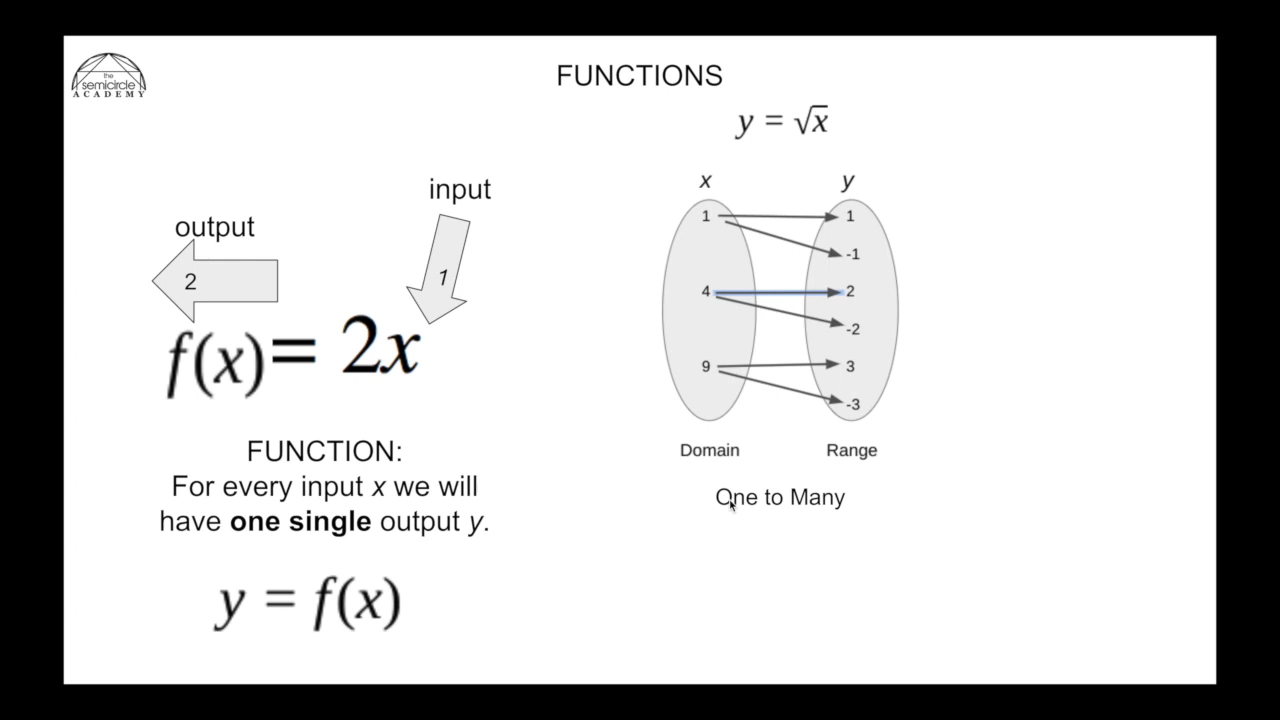 the
semicircle
ACADEMY
FUNCTIONS
y = √x
input
output
1
2
f(x) = 2x
FUNCTION:
For every input x we will
have one single output y.
y = f(x)
x y
1 1
-1
4 2
-2
9 3
-3
Domain Range
One to Many